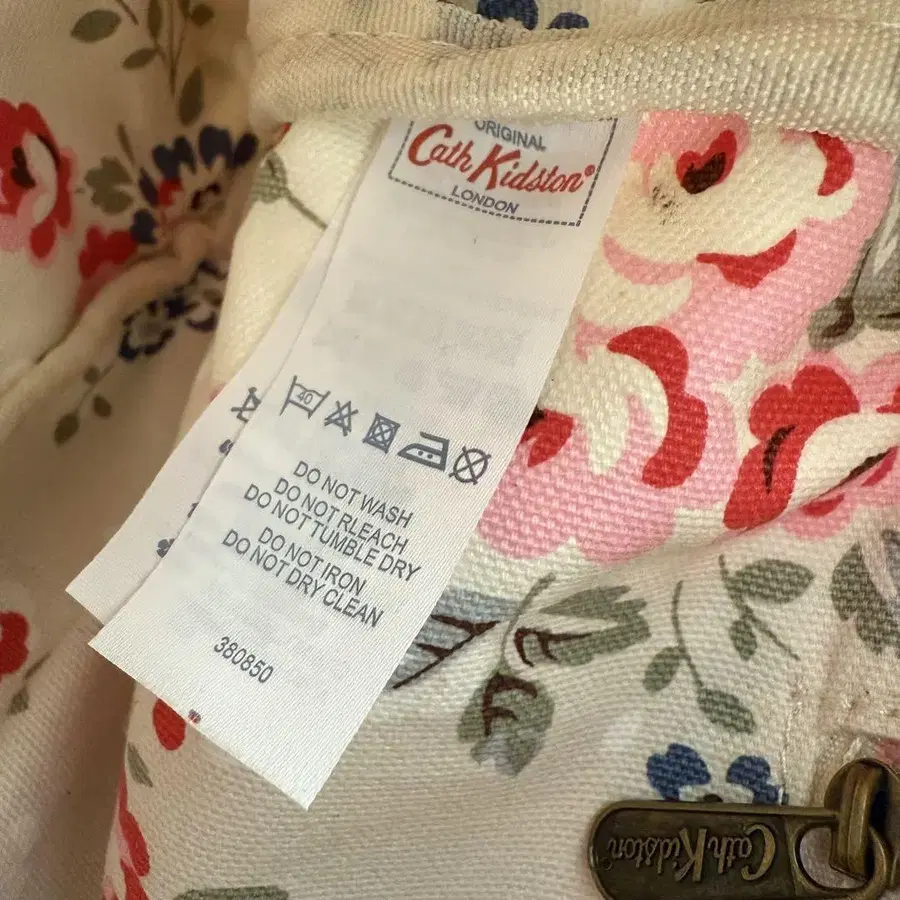 ORIGINAL
Cath Kidston®
LONDON
40
DO NOT WASH
DO NOT RLEACH
DO NOT TUMBLE DRY
DO NOT IRON
DO NOT DRY CLEAN
380850
Cath Kidston